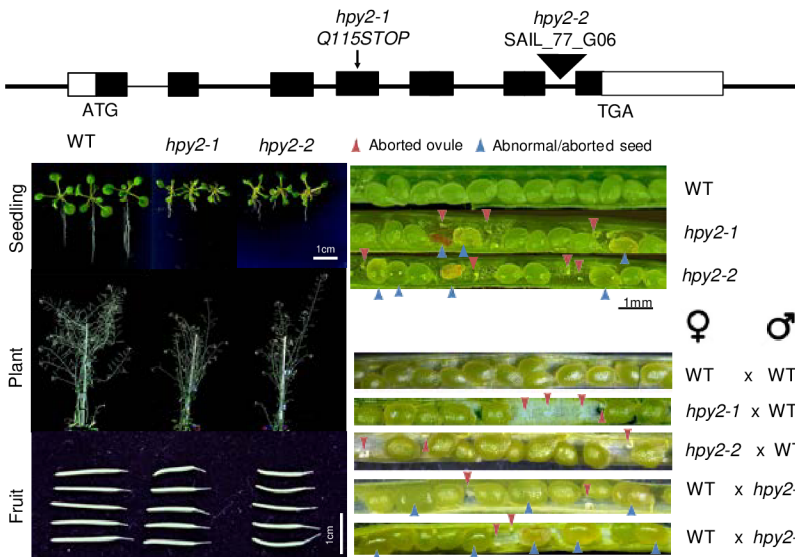 hpy2-1
Q115STOP
hpy2-2
SAIL_77_G06
ATG
TGA
WT
hpy2-1
hpy2-2
Aborted ovule
Abnormal/aborted seed
Seedling
1cm
WT
hpy2-1
hpy2-2
1mm
Plant
♀ ♂
WT x WT
hpy2-1 x WT
hpy2-2 x WT
WT x hpy2-
WT x hpy2-
Fruit
1cm